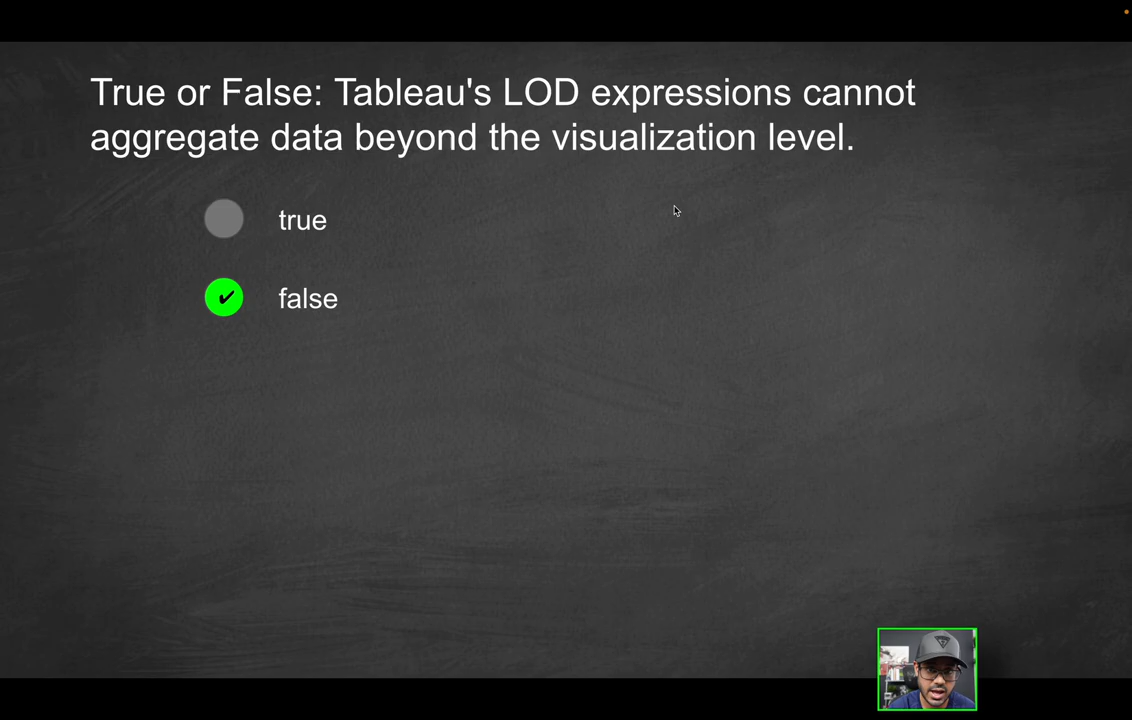 True or False: Tableau's LOD expressions cannot
aggregate data beyond the visualization level.
true
false